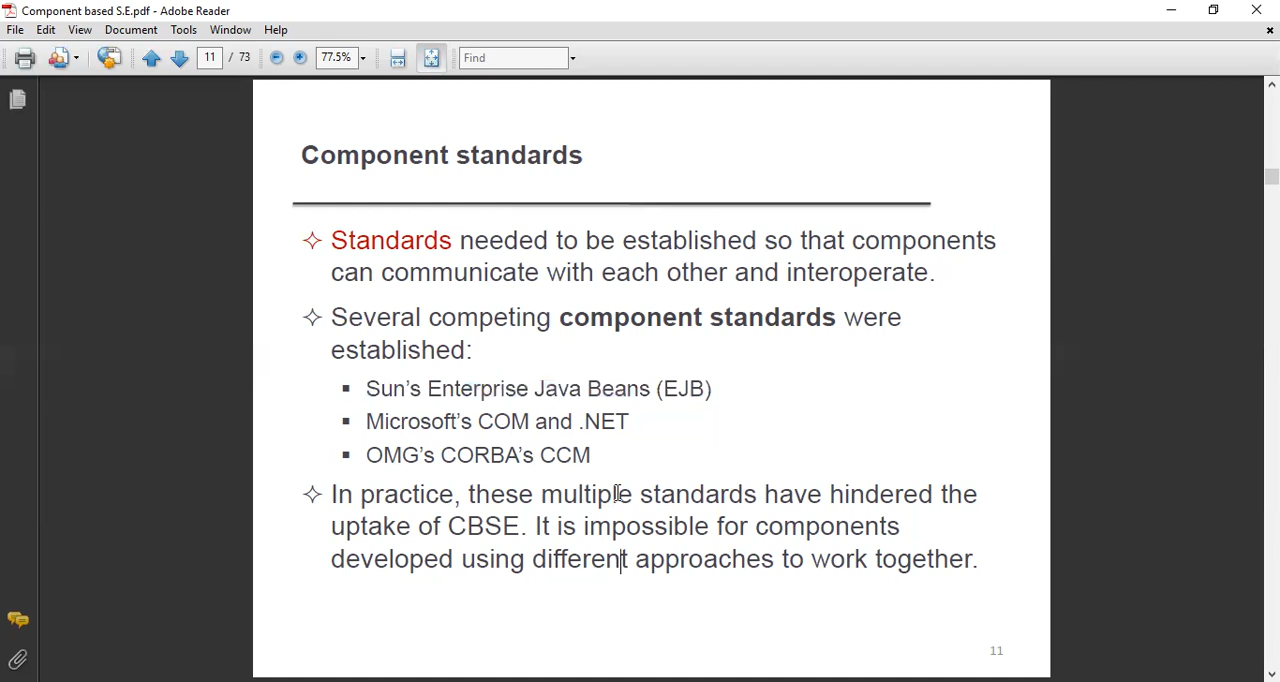 Component based S.E.pdf - Adobe Reader
File Edit View Document Tools Window Help
11 / 73 77.5% Find
Component standards
✧ Standards needed to be established so that components
can communicate with each other and interoperate.
✧ Several competing component standards were
established:
▪ Sun's Enterprise Java Beans (EJB)
▪ Microsoft's COM and .NET
▪ OMG's CORBA's CCM
✧ In practice, these multiple standards have hindered the
uptake of CBSE. It is impossible for components
developed using different approaches to work together.
11